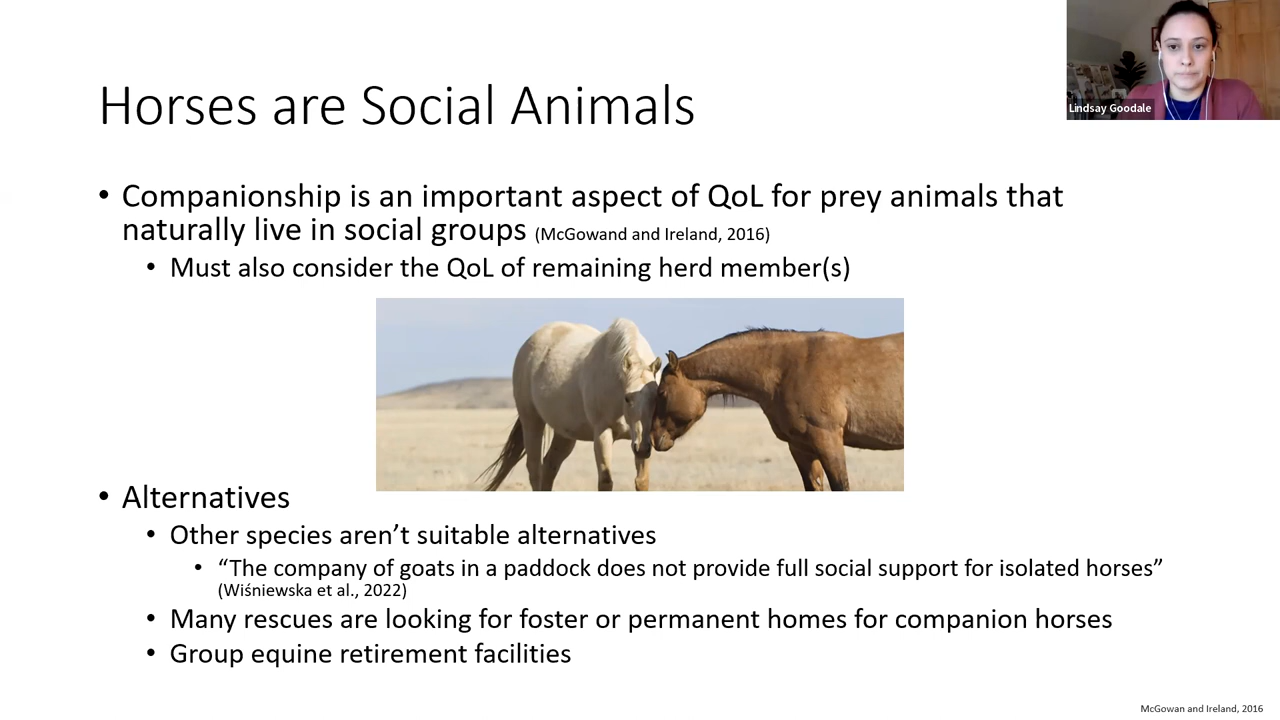 Lindsay Goodale
Horses are Social Animals
• Companionship is an important aspect of QoL for prey animals that
naturally live in social groups (McGowand and Ireland, 2016)
• Must also consider the QoL of remaining herd member(s)
• Alternatives
• Other species aren’t suitable alternatives
• “The company of goats in a paddock does not provide full social support for isolated horses”
(Wiśniewska et al., 2022)
• Many rescues are looking for foster or permanent homes for companion horses
• Group equine retirement facilities
McGowan and Ireland, 2016